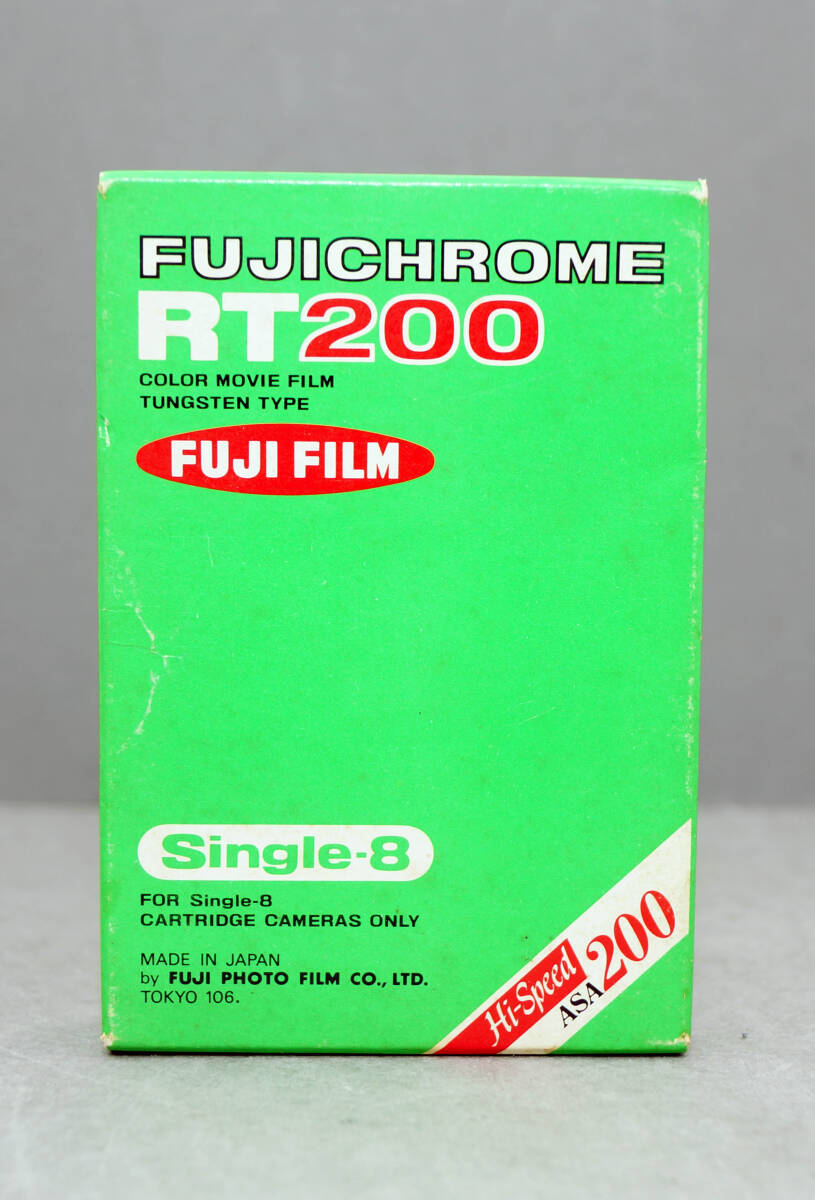 FUJICHROME
RT200
COLOR MOVIE FILM
TUNGSTEN TYPE
FUJI FILM
Single-8
FOR Single-8
CARTRIDGE CAMERAS ONLY
MADE IN JAPAN
by FUJI PHOTO FILM CO., LTD.
TOKYO 106.
Hi-Speed
ASA 200